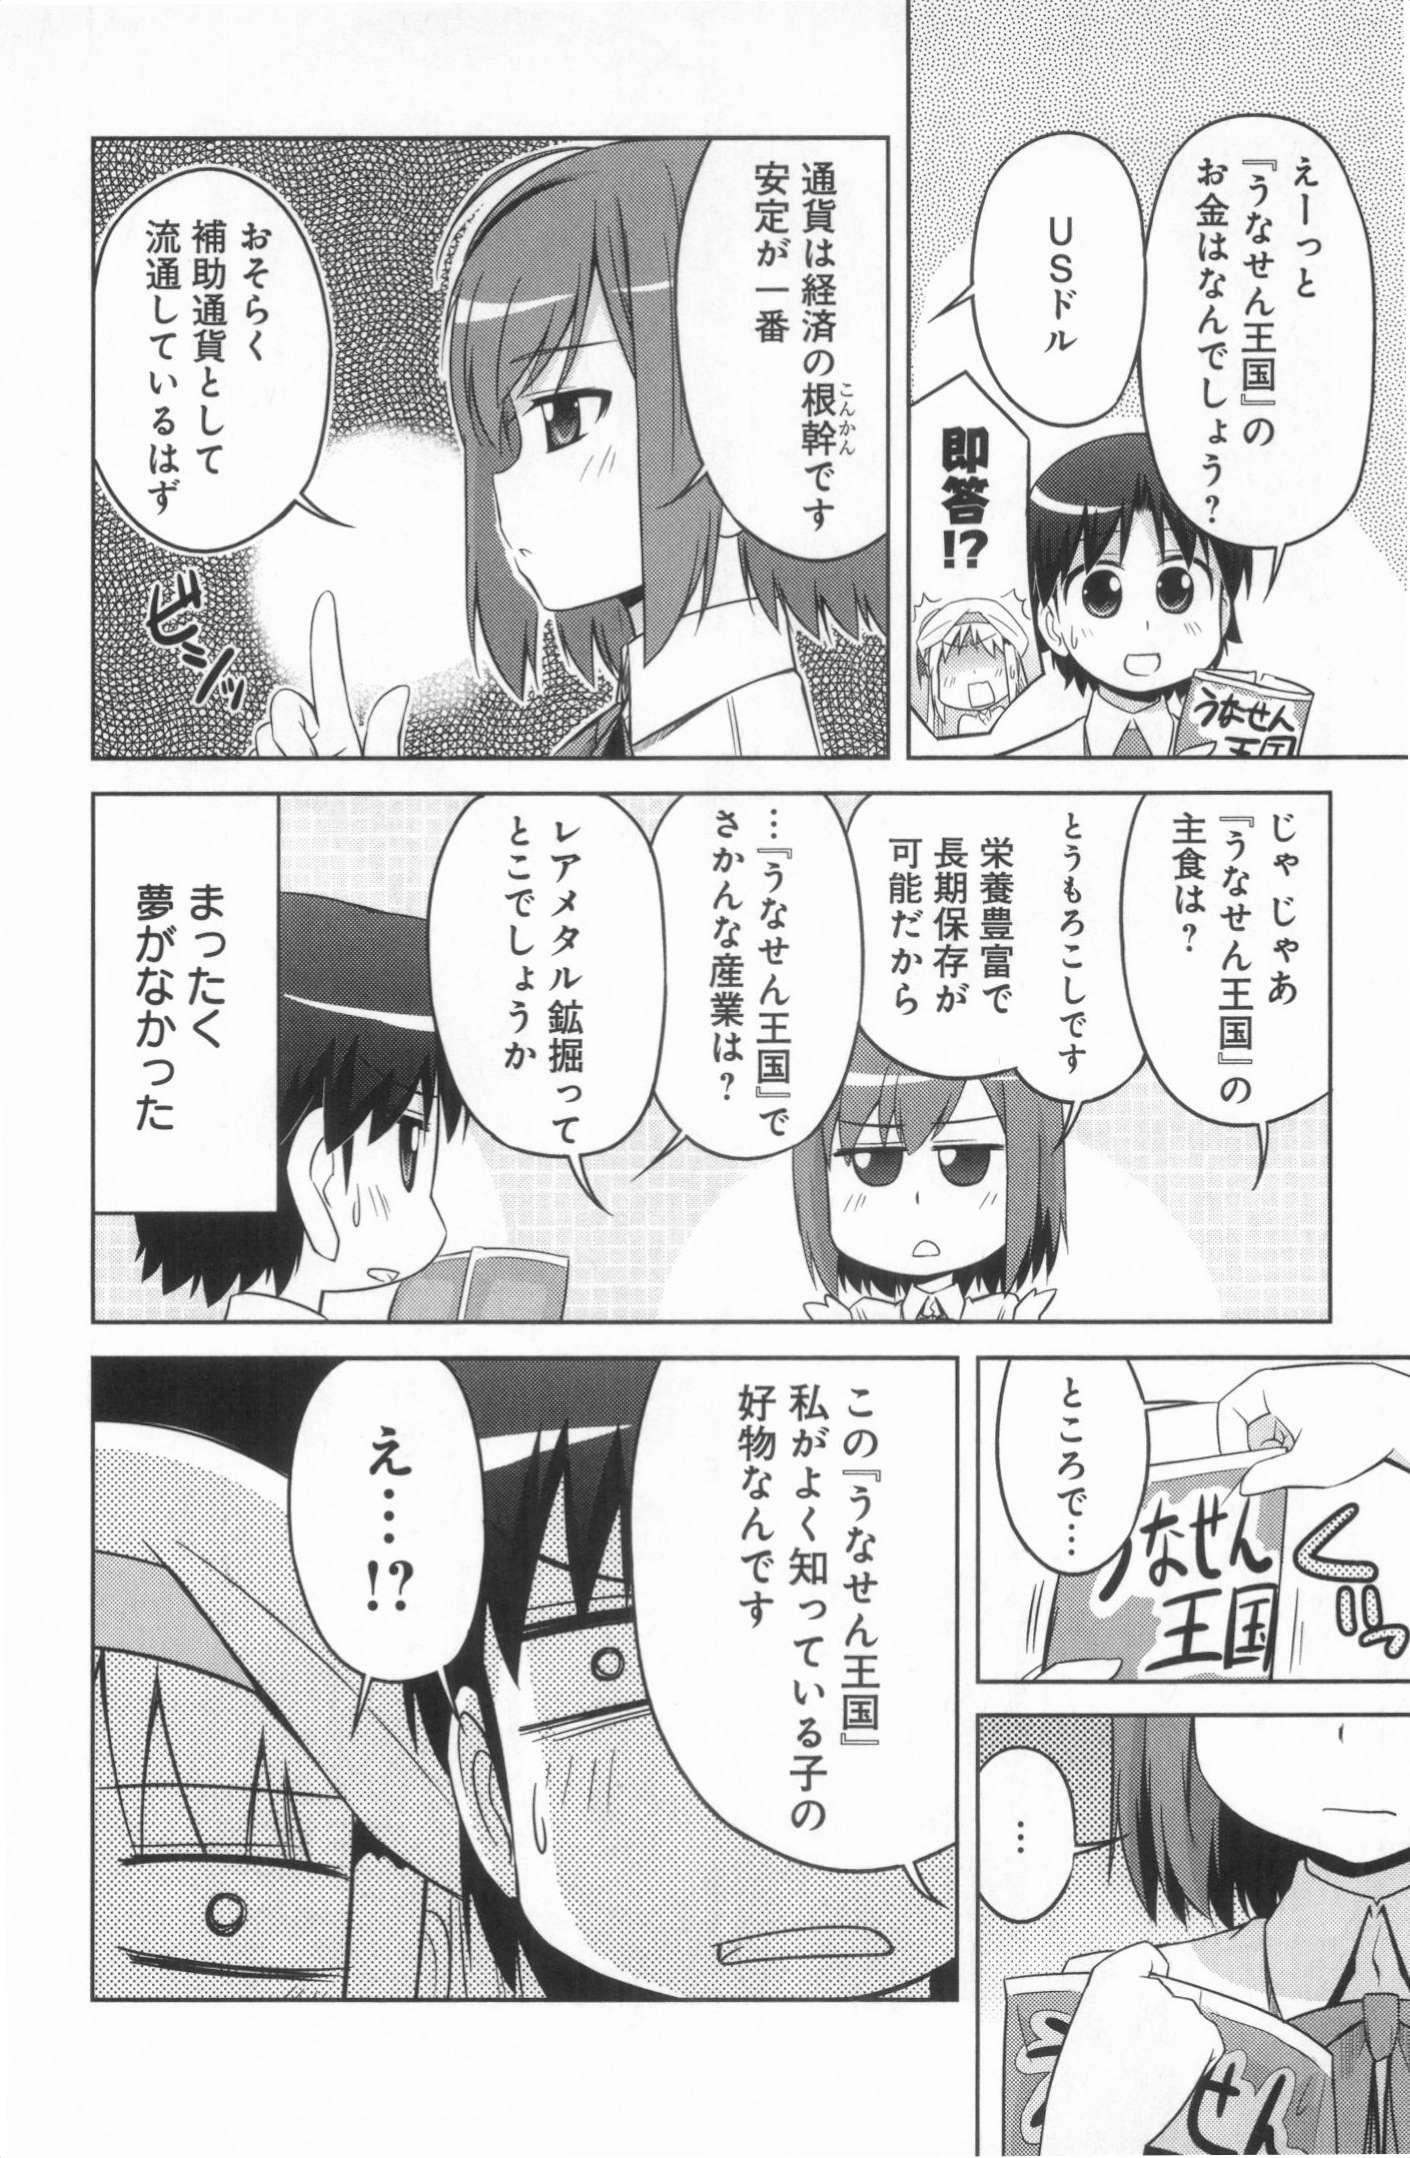 えーっと
『うなせん王国』の
お金はなんでしょう?
USドル
即答!?
うなせん
王国
通貨は経済の根幹です
こんかん
安定が一番
おそらく
補助通貨として
流通しているはず
ビシィッ
じゃじゃあ
『うなせん王国』の
主食は?
とうもろこしです
栄養豊富で
長期保存が
可能だから
…『うなせん王国』で
さかんな産業は?
レアメタル鉱掘って
とこでしょうか
まったく
夢がなかった
ところで…
うなせん
王国
ぐっ
…
せん
この『うなせん王国』
私がよく知っている子の
好物なんです
え…!?